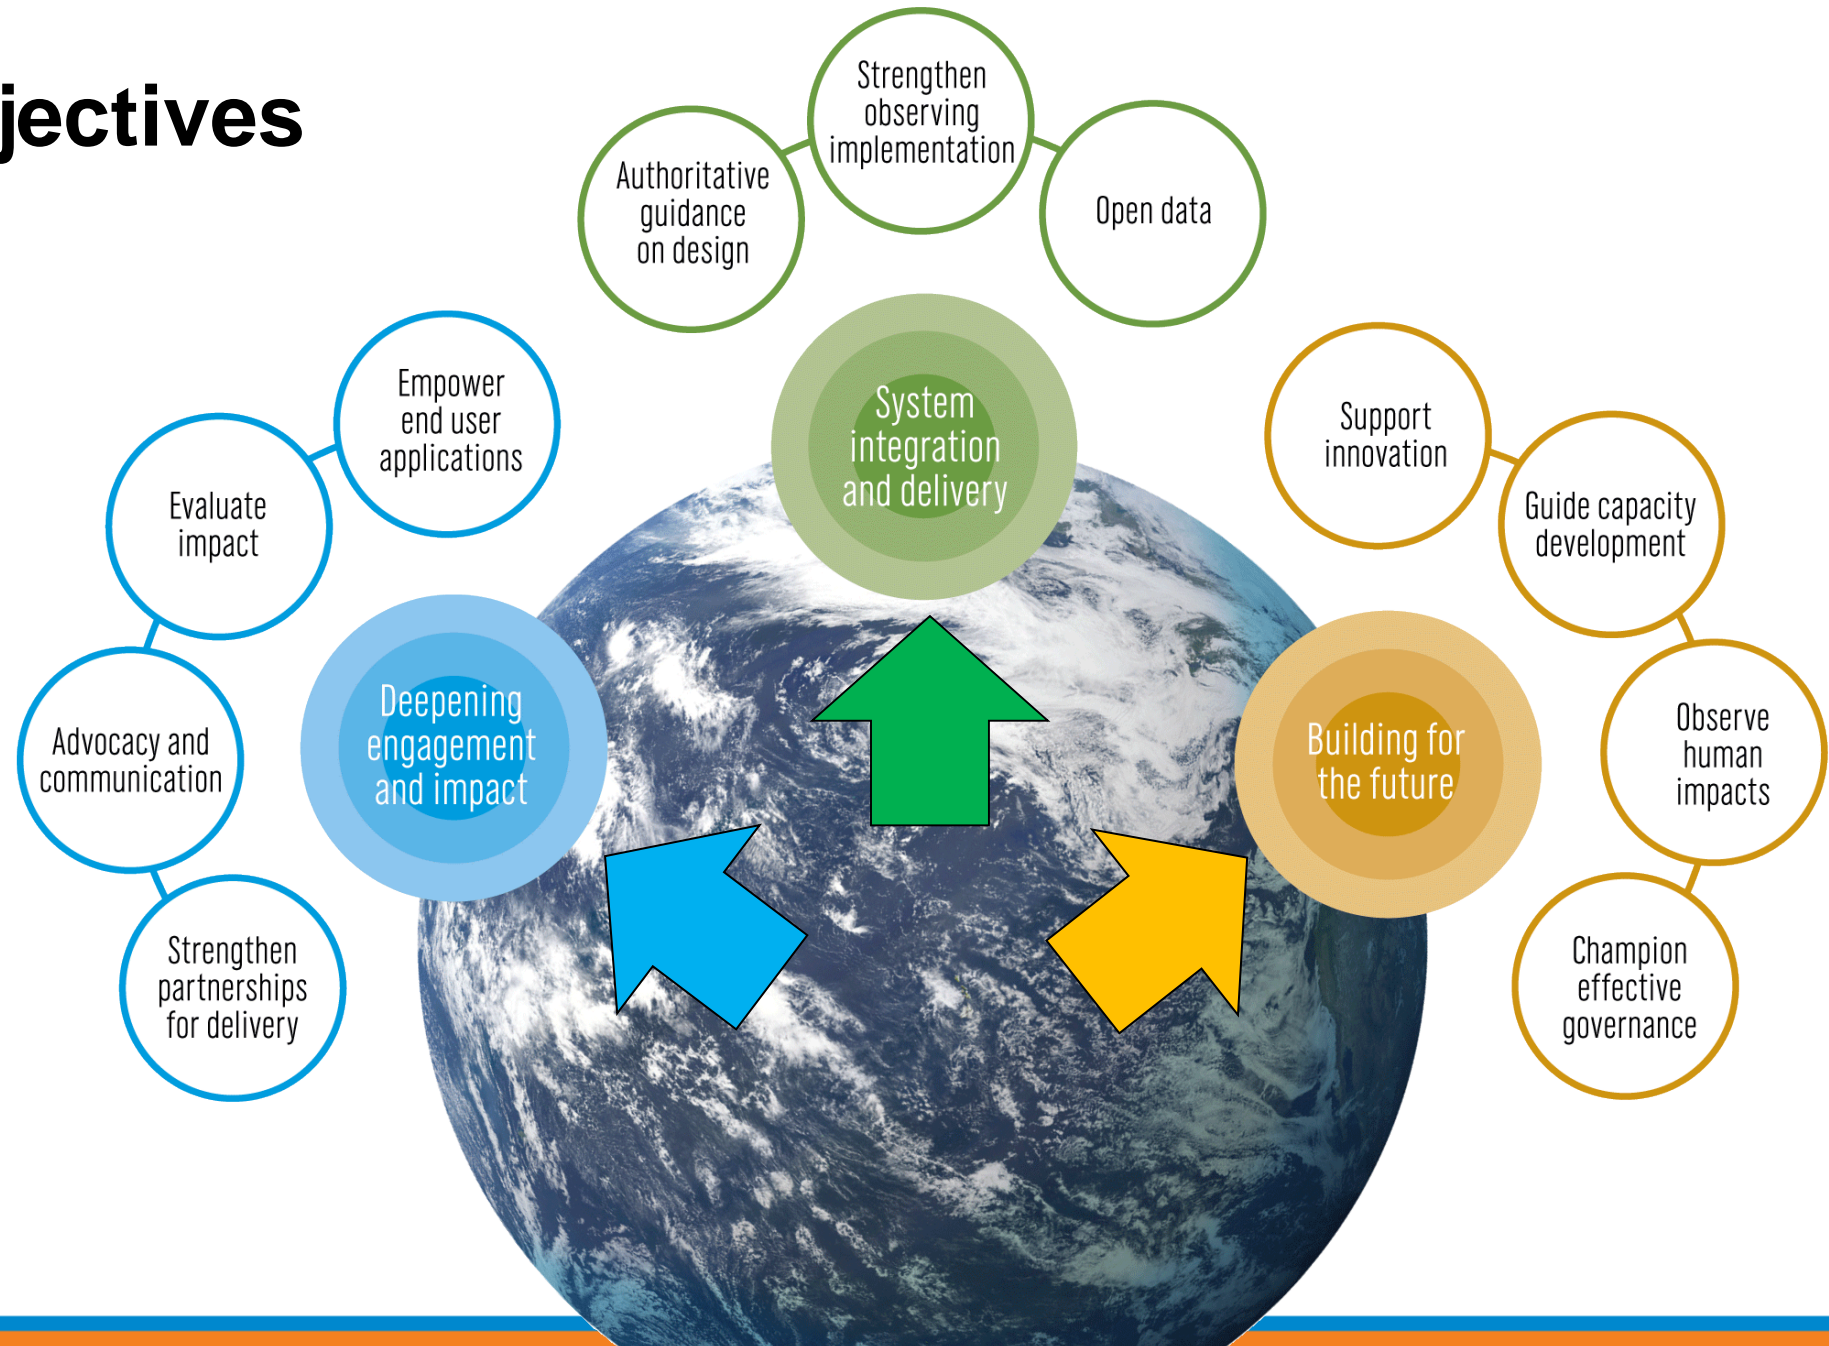 jectives
Strengthen
observing
implementation
Authoritative
guidance
on design
Open data
System
integration
and delivery
Empower
end user
applications
Evaluate
impact
Advocacy and
communication
Strengthen
partnerships
for delivery
Deepening
engagement
and impact
Support
innovation
Guide capacity
development
Observe
human
impacts
Champion
effective
governance
Building for
the future